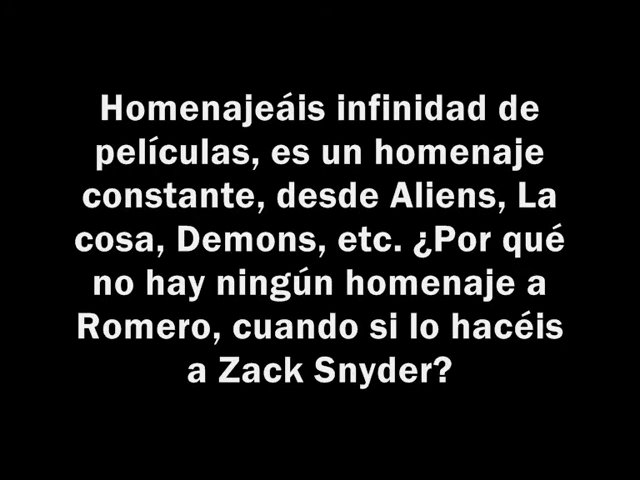 Homenajeáis infinidad de
películas, es un homenaje
constante, desde Aliens, La
cosa, Demons, etc. ¿Por qué
no hay ningún homenaje a
Romero, cuando si lo hacéis
a Zack Snyder?